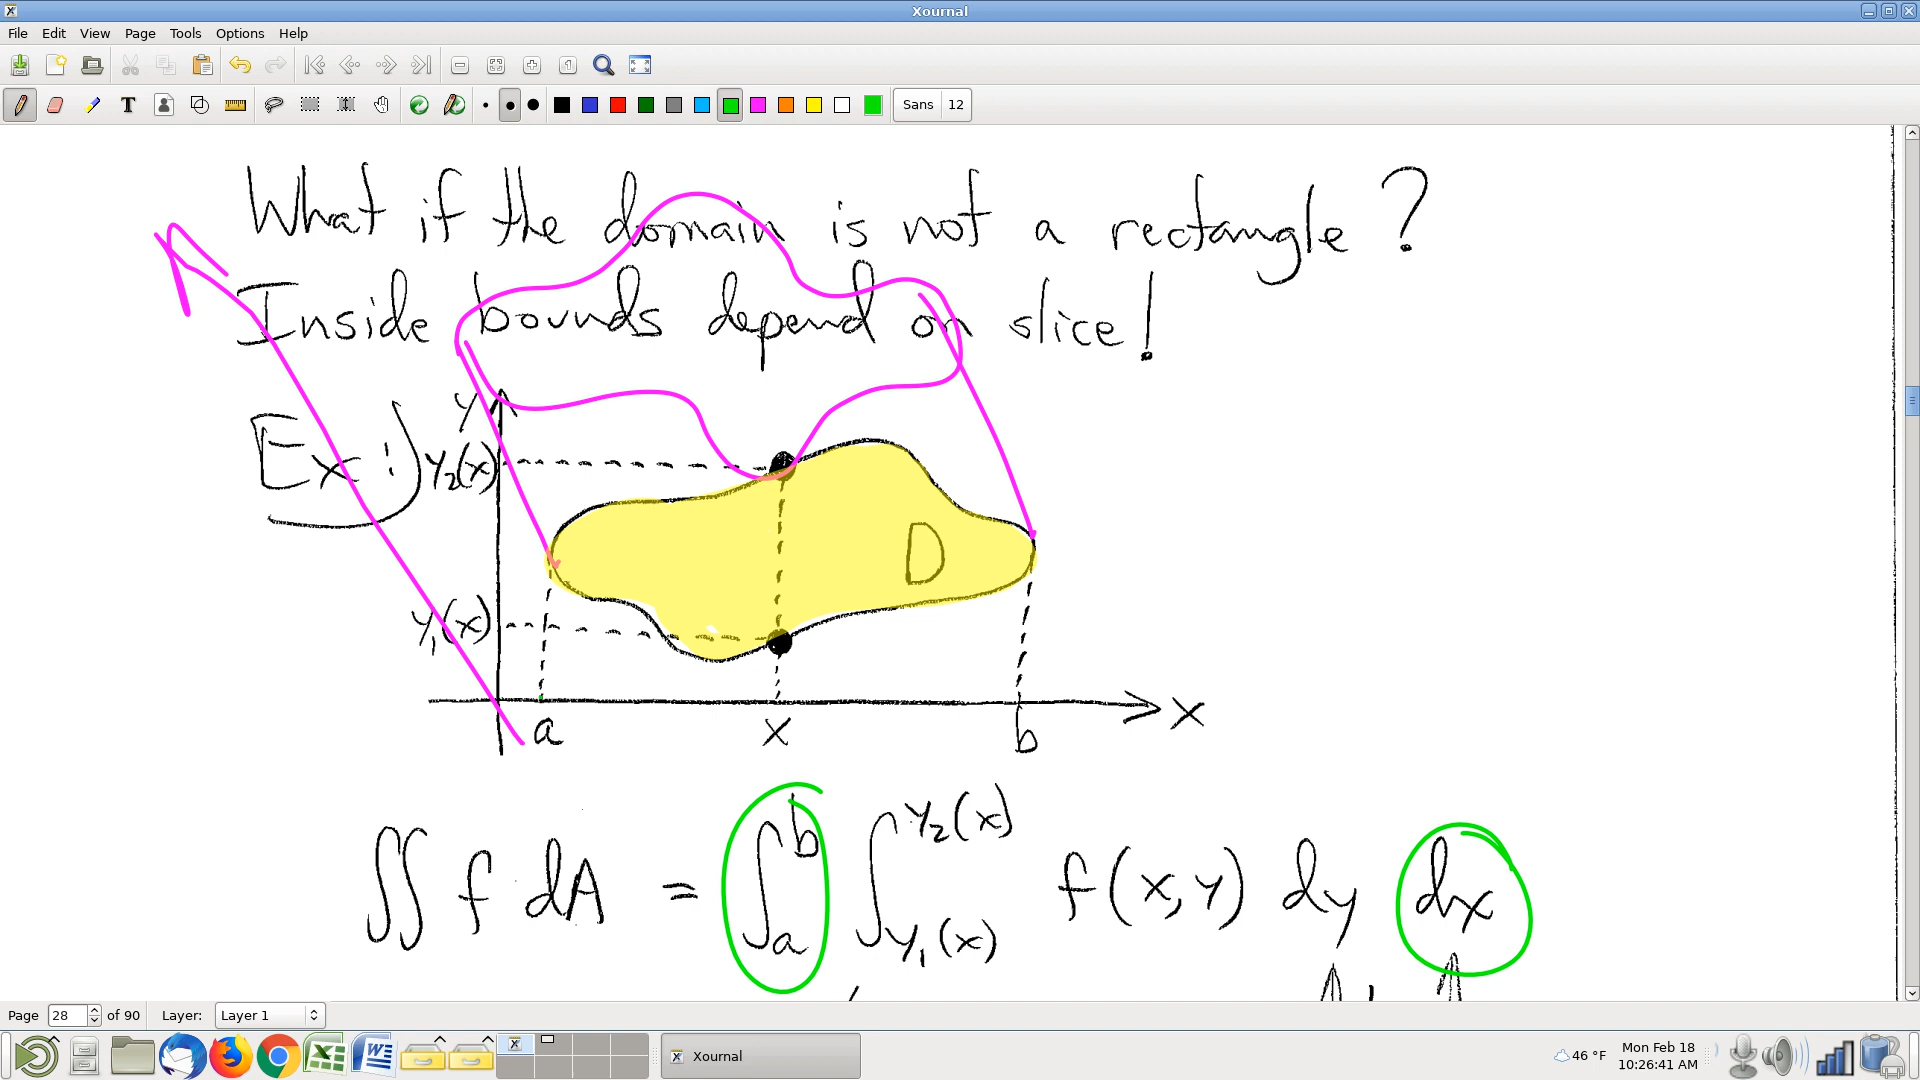 Xournal
File Edit View Page Tools Options Help
Sans 12
What if the domain is not a rectangle?
Inside bounds depend on slice!
Ex:
y
y₂(x)
D
y₁(x)
a x b x
∬ f dA = ∫ₐᵇ ∫_{y₁(x)}^{y₂(x)} f(x,y) dy dx
Page 28 of 90 Layer: Layer 1
Xournal
46 °F
Mon Feb 18
10:26:41 AM